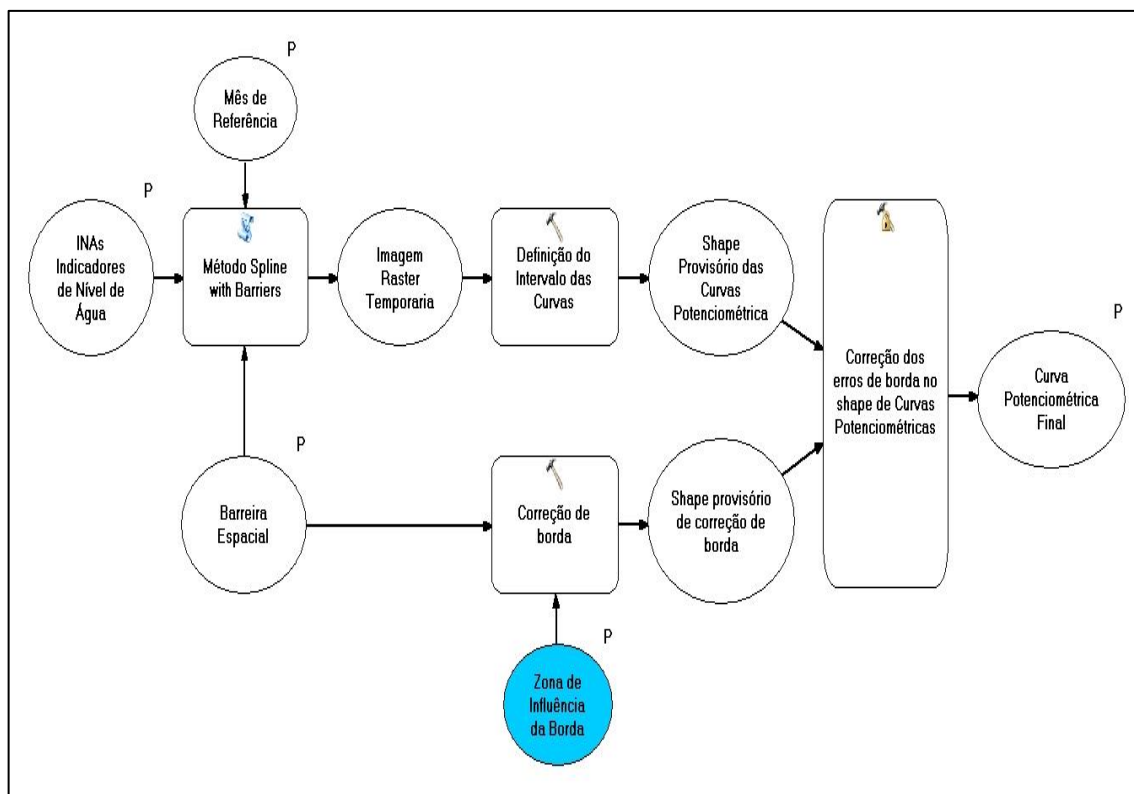 P
Mês de
Referência
P
INAs
Indicadores
de Nível de
Água
Método Spline
with Barriers
Imagem
Raster
Temporaria
Definição do
Intervalo das
Curvas
Shape
Provisório das
Curvas
Potenciométrica
Correção dos
erros de borda no
shape de Curvas
Potenciométricas
P
Curva
Potenciométrica
Final
P
Barreira
Espacial
Correção de
borda
Shape provisório
de correção de
borda
P
Zona de
Influência
da Borda